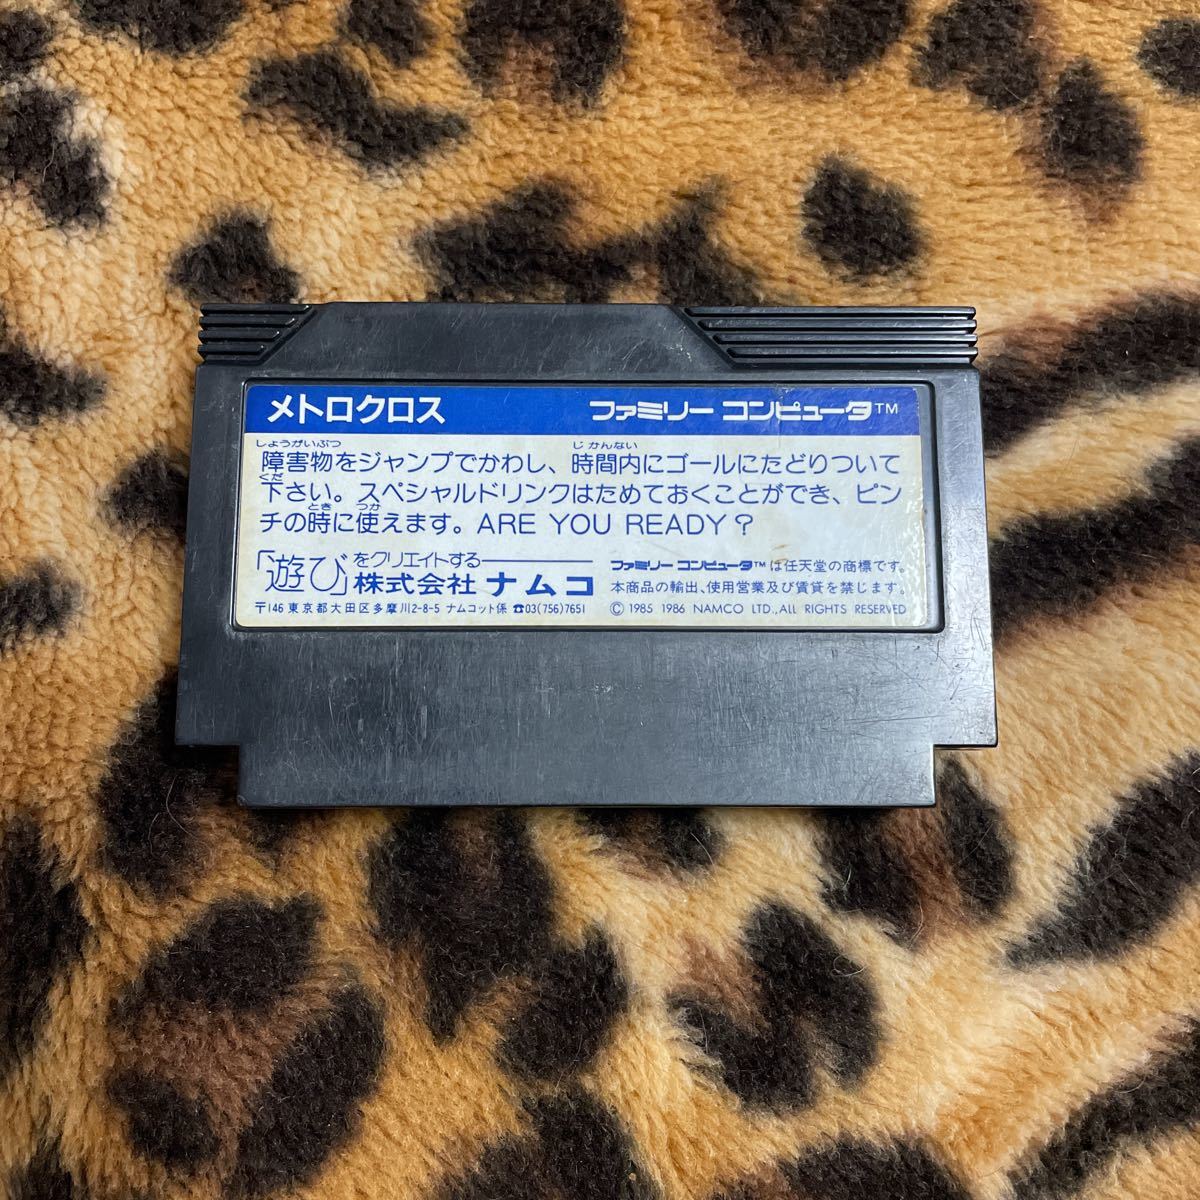 メトロクロス ファミリー コンピュータ™
しょうがいぶつ じかんない
障害物をジャンプでかわし、時間内にゴールにたどりついて
くだ
下さい。スペシャルドリンクはためておくことができ、ピン
とき つか
チの時に使えます。ARE YOU READY?
「遊び」をクリエイトする
株式会社 ナムコ
〒146 東京都大田区多摩川2-8-5 ナムコット係 ☎03(756)7651
ファミリー コンピュータ™は任天堂の商標です。
本商品の輸出、使用営業及び賃貸を禁じます。
© 1985 1986 NAMCO LTD., ALL RIGHTS RESERVED